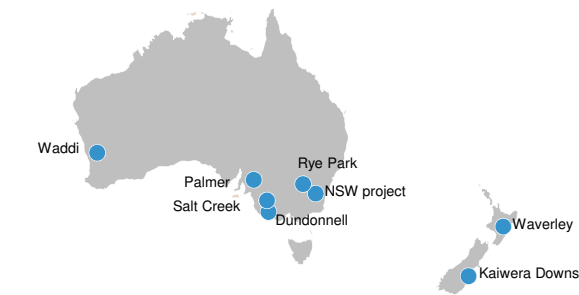 Waddi
Rye Park
Palmer
NSW project
Salt Creek
Dundonnell
Waverley
Kaiwera Downs